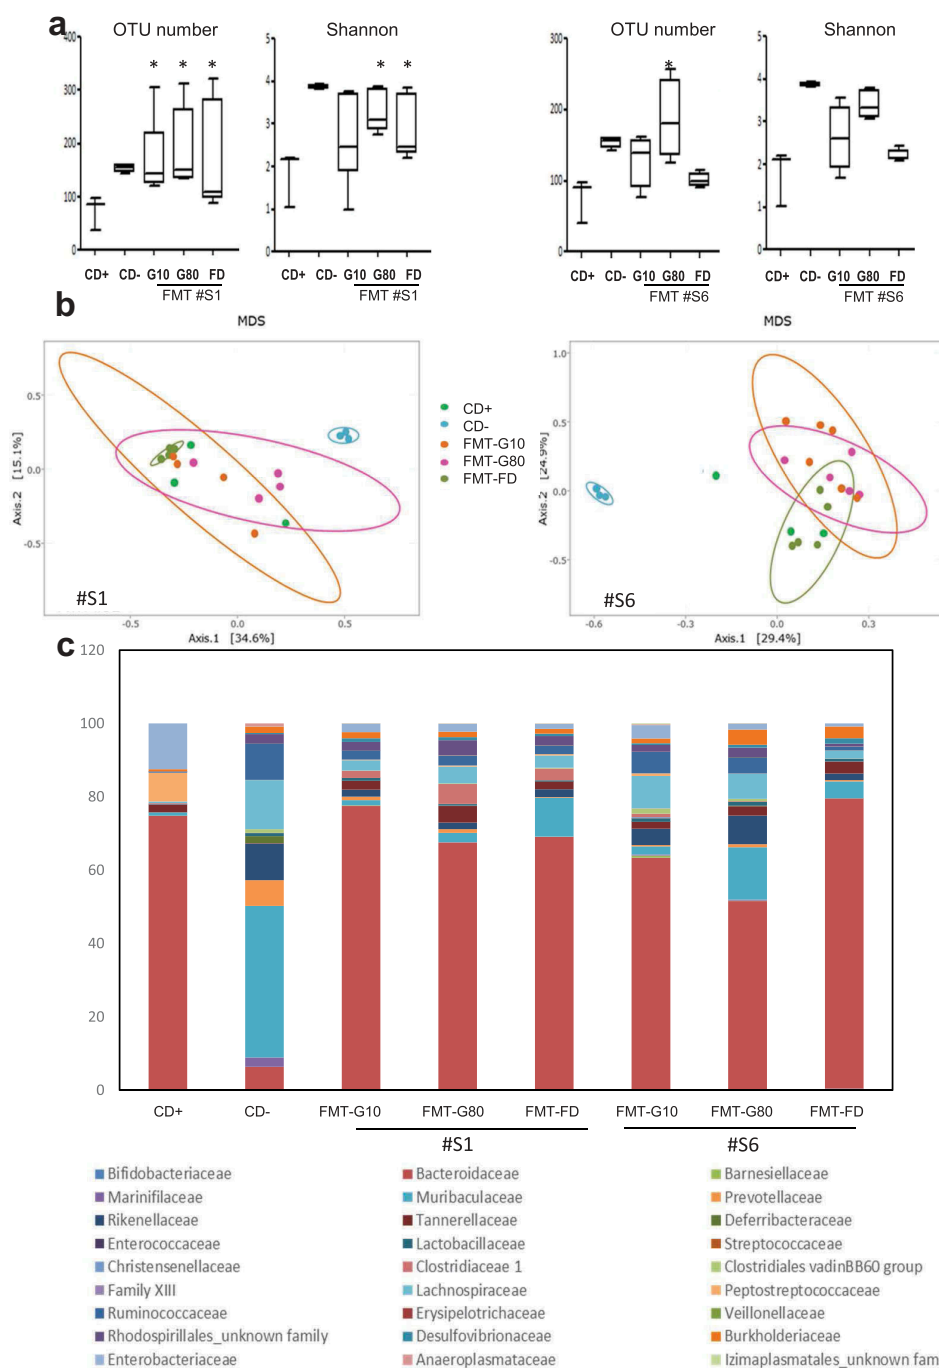 a
OTU number
Shannon
OTU number
Shannon
400
300
200
100
0
* * *
5
4
3
2
1
0
* *
300
200
100
0
*
5
4
3
2
1
0
CD+ CD- G10 G80 FD
FMT #S1
CD+ CD- G10 G80 FD
FMT #S1
CD+ CD- G10 G80 FD
FMT #S6
CD+ CD- G10 G80 FD
FMT #S6
b
MDS
Axis.2 [15.1%]
0.5
0.0
-0.5
#S1
-0.5 0.0 0.5
Axis.1 [34.6%]
CD+
CD-
FMT-G10
FMT-G80
FMT-FD
MDS
Axis.2 [24.9%]
1.0
0.5
0.0
-0.5
#S6
-0.6 -0.3 0.0 0.3
Axis.1 [29.4%]
c
120
100
80
60
40
20
0
CD+ CD- FMT-G10 FMT-G80 FMT-FD FMT-G10 FMT-G80 FMT-FD
#S1 #S6
Bifidobacteriaceae Bacteroidaceae Barnesiellaceae
Marinifilaceae Muribaculaceae Prevotellaceae
Rikenellaceae Tannerellaceae Deferribacteraceae
Enterococcaceae Lactobacillaceae Streptococcaceae
Christensenellaceae Clostridiaceae 1 Clostridiales vadinBB60 group
Family XIII Lachnospiraceae Peptostreptococcaceae
Ruminococcaceae Erysipelotrichaceae Veillonellaceae
Rhodospirillales_unknown family Desulfovibrionaceae Burkholderiaceae
Enterobacteriaceae Anaeroplasmataceae Izimaplasmatales_unknown fam